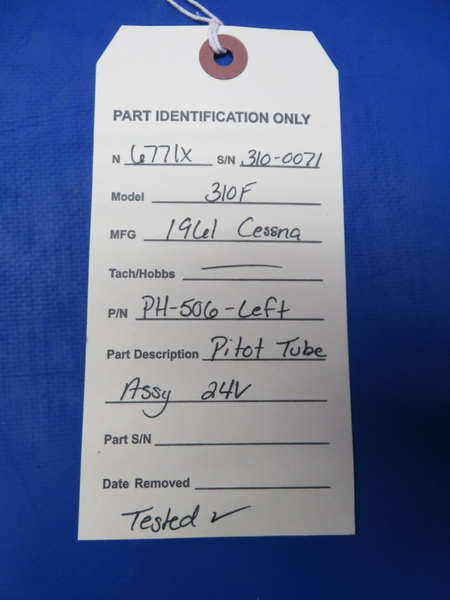 PART IDENTIFICATION ONLY
N 6771X S/N 310-0071
Model 310F
MFG 1961 Cessna
Tach/Hobbs —
P/N PH-506-Left
Part Description Pitot Tube
Assy 24V
Part S/N
Date Removed
Tested ✓